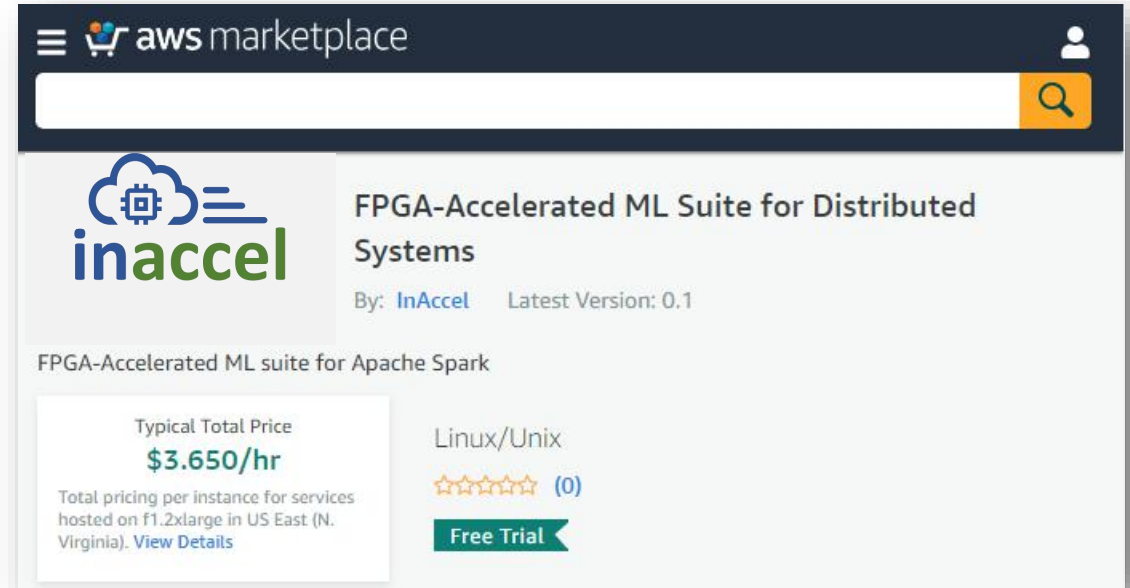 aws marketplace
inaccel
FPGA-Accelerated ML Suite for Distributed
Systems
By: InAccel Latest Version: 0.1
FPGA-Accelerated ML suite for Apache Spark
Typical Total Price
$3.650/hr
Total pricing per instance for services
hosted on f1.2xlarge in US East (N.
Virginia). View Details
Linux/Unix
(0)
Free Trial